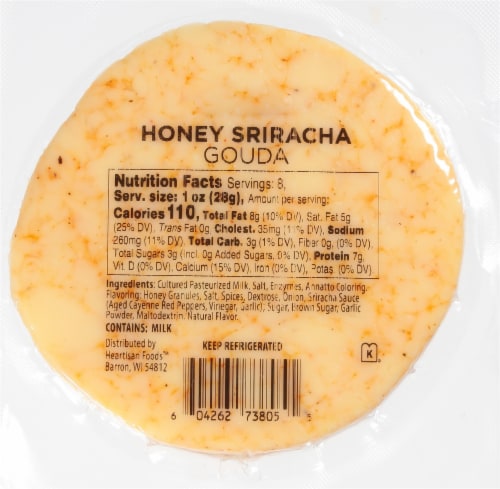 HONEY SRIRACHA
GOUDA
Nutrition Facts Servings: 8,
Serv. size: 1 oz (28g), Amount per serving:
Calories 110, Total Fat 8g (10% DV), Sat. Fat 5g
(25% DV), Trans Fat 0g, Cholest. 35mg (11% DV), Sodium
260mg (11% DV), Total Carb. 3g (1% DV), Fiber 0g, (0% DV),
Total Sugars 3g (incl. 0g Added Sugars, 0% DV), Protein 7g,
Vit. D (0% DV), Calcium (15% DV), Iron (0% DV), Potas. (0% DV).
Ingredients: Cultured Pasteurized Milk, Salt, Enzymes, Annatto Coloring.
Flavoring: Honey Granules, Salt, Spices, Dextrose, Onion, Sriracha Sauce
(Aged Cayenne Red Peppers, Vinegar, Garlic), Sugar, Brown Sugar, Garlic
Powder, Maltodextrin, Natural Flavor.
CONTAINS: MILK
Distributed by
Heartisan Foods™
Barron, WI 54812
KEEP REFRIGERATED
K
6 04262 73805 5